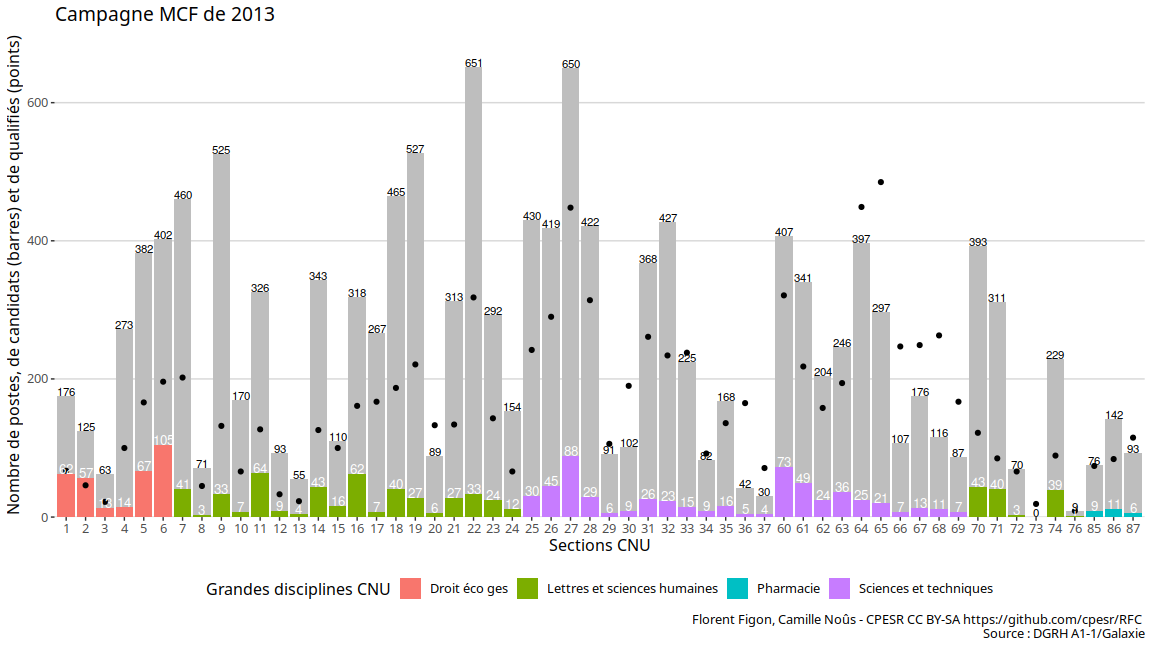 Campagne MCF de 2013
Nombre de postes, de candidats (barres) et de qualifiés (points)
600
400
200
0
176 125 63 273 382 402 460 71 525 170 326 93 55 343 110 318 267 465 527 89 313 651 292 154 430 419 650 422 91 102 368 427 225 82 168 42 30 407 341 204 246 397 297 107 176 116 87 393 311 70 0 229 9 76 142 93
62 57 13 14 67 105 41 3 33 7 64 9 4 43 16 62 7 40 27 6 27 33 24 12 30 45 88 29 6 9 26 23 15 9 16 5 4 73 49 24 36 25 21 7 13 11 7 43 40 3 39 9 11 6
1 2 3 4 5 6 7 8 9 10 11 12 13 14 15 16 17 18 19 20 21 22 23 24 25 26 27 28 29 30 31 32 33 34 35 36 37 60 61 62 63 64 65 66 67 68 69 70 71 72 73 74 76 85 86 87
Sections CNU
Grandes disciplines CNU Droit éco ges Lettres et sciences humaines Pharmacie Sciences et techniques
Florent Figon, Camille Noûs - CPESR CC BY-SA https://github.com/cpesr/RFC
Source : DGRH A1-1/Galaxie